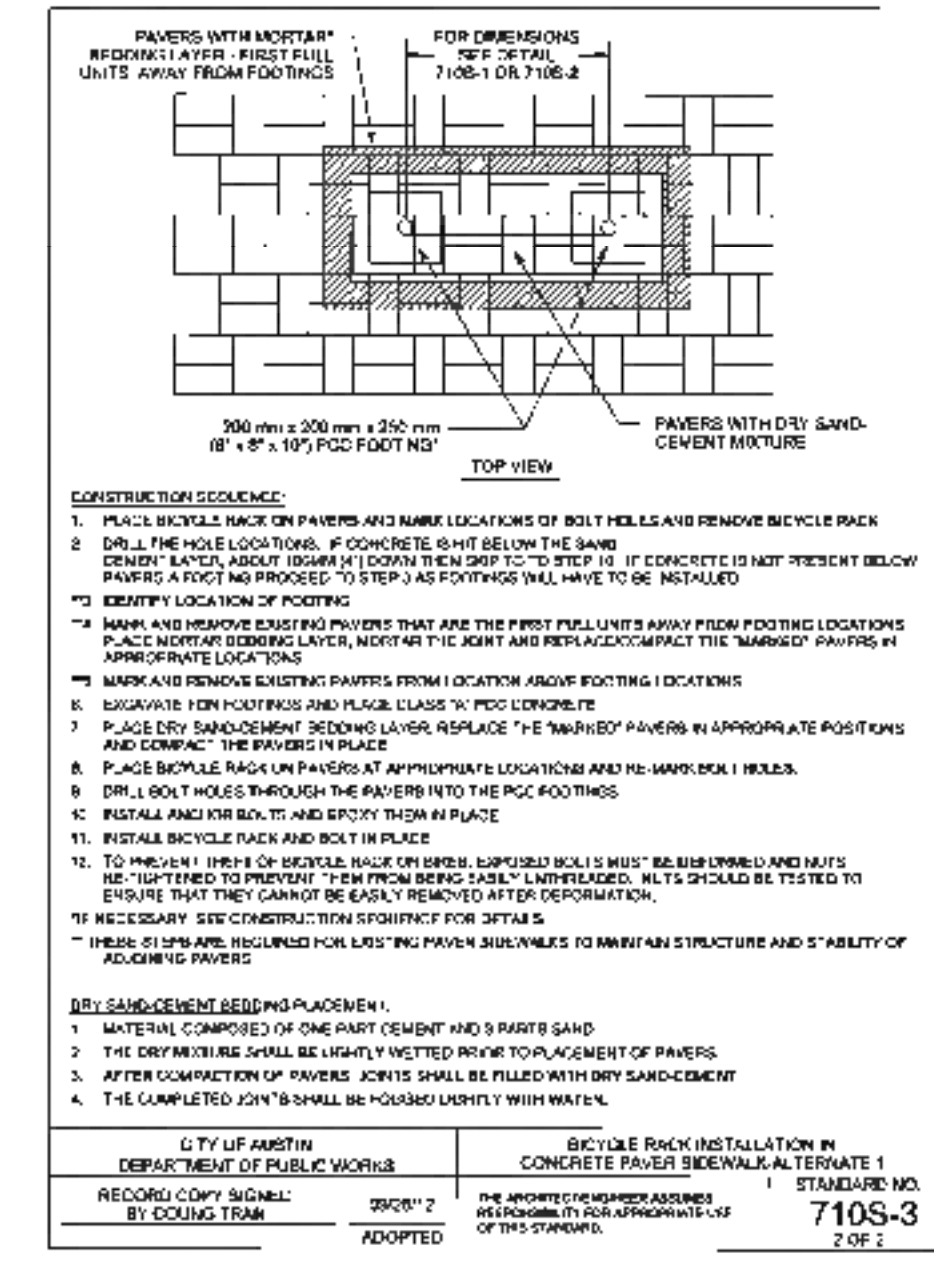 PAVERS WITH MORTAR*
BEDDING LAYER - FIRST FULL
UNITS AWAY FROM FOOTINGS
FOR DIMENSIONS
SEE DETAIL
710S-1 OR 710S-2
200 mm x 200 mm x 250 mm
(8" x 8" x 10") PCC FOOTING*
PAVERS WITH DRY SAND-
CEMENT MIXTURE
TOP VIEW
CONSTRUCTION SEQUENCE:
1. PLACE BICYCLE RACK ON PAVERS AND MARK LOCATIONS OF BOLT HOLES AND REMOVE BICYCLE RACK
2. DRILL THE HOLE LOCATIONS. IF CONCRETE IS HIT BELOW THE SAND
CEMENT LAYER, ABOUT 100MM (4") DOWN THEN SKIP TO TO STEP 10. IF CONCRETE IS NOT PRESENT BELOW
PAVERS A FOOTING PROCEED TO STEP 3 AS FOOTINGS WILL HAVE TO BE INSTALLED
**3 IDENTIFY LOCATION OF FOOTING
**4 MARK AND REMOVE EXISTING PAVERS THAT ARE THE FIRST FULL UNITS AWAY FROM FOOTING LOCATIONS
PLACE MORTAR BEDDING LAYER, MORTAR THE JOINT AND REPLACE/COMPACT THE "MARKED" PAVERS IN
APPROPRIATE LOCATIONS
**5 MARK AND REMOVE EXISTING PAVERS FROM LOCATION ABOVE FOOTING LOCATIONS
6. EXCAVATE FOR FOOTINGS AND PLACE CLASS "A" PCC CONCRETE
7. PLACE DRY SAND-CEMENT BEDDING LAYER, REPLACE THE "MARKED" PAVERS IN APPROPRIATE POSITIONS
AND COMPACT THE PAVERS IN PLACE
8. PLACE BICYCLE RACK ON PAVERS AT APPROPRIATE LOCATIONS AND RE-MARK BOLT HOLES.
9. DRILL BOLT HOLES THROUGH THE PAVERS INTO THE PCC FOOTINGS
10. INSTALL ANCHOR BOLTS AND EPOXY THEM IN PLACE
11. INSTALL BICYCLE RACK AND BOLT IN PLACE
12. TO PREVENT THEFT OF BICYCLE RACK OR BIKES, EXPOSED BOLTS MUST BE DEFORMED AND NUTS
RE-TIGHTENED TO PREVENT THEM FROM BEING EASILY UNTHREADED. NUTS SHOULD BE TESTED TO
ENSURE THAT THEY CANNOT BE EASILY REMOVED AFTER DEFORMATION.
*IF NECESSARY. SEE CONSTRUCTION SEQUENCE FOR DETAILS
** THESE STEPS ARE REQUIRED FOR EXISTING PAVER SIDEWALKS TO MAINTAIN STRUCTURE AND STABILITY OF
ADJOINING PAVERS
DRY SAND-CEMENT BEDDING PLACEMENT:
1. MATERIAL COMPOSED OF ONE PART CEMENT AND 3 PARTS SAND
2. THE DRY MIXTURE SHALL BE LIGHTLY WETTED PRIOR TO PLACEMENT OF PAVERS
3. AFTER COMPACTION OF PAVERS JOINTS SHALL BE FILLED WITH DRY SAND-CEMENT
4. THE COMPLETED JOINTS SHALL BE FOGGED LIGHTLY WITH WATER.
CITY OF AUSTIN
DEPARTMENT OF PUBLIC WORKS
BICYCLE RACK INSTALLATION IN
CONCRETE PAVER SIDEWALK-ALTERNATE 1
RECORD COPY SIGNED
BY COUNG TRAN
ADOPTED
THE ARCHITECT/ENGINEER ASSUMES
RESPONSIBILITY FOR APPROPRIATE USE
OF THIS STANDARD.
STANDARD NO.
710S-3
2 OF 2